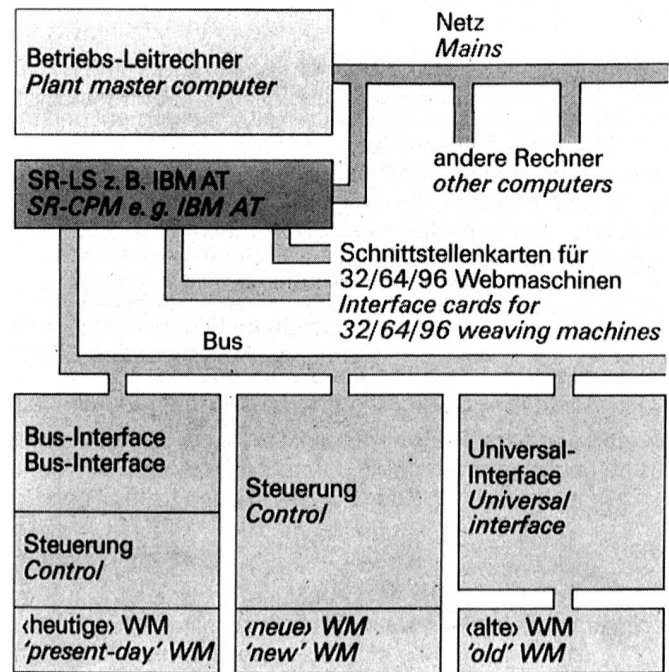 Netz
Mains
Betriebs-Leitrechner
Plant master computer
andere Rechner
other computers
SR-LS z. B. IBM AT
SR-CPM e. g. IBM AT
Schnittstellenkarten für
32/64/96 Webmaschinen
Interface cards for
32/64/96 weaving machines
Bus
Bus-Interface
Bus-Interface
Steuerung
Control
‹heutige› WM
'present-day' WM
Steuerung
Control
‹neue› WM
'new' WM
Universal-
Interface
Universal
interface
‹alte› WM
'old' WM